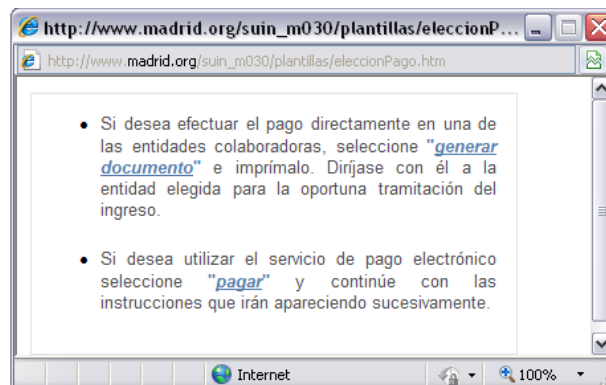 http://www.madrid.org/suin_m030/plantillas/eleccionP...
http://www.madrid.org/suin_m030/plantillas/eleccionPago.htm
Si desea efectuar el pago directamente en una de
las entidades colaboradoras, seleccione "generar
documento" e imprímalo. Diríjase con él a la
entidad elegida para la oportuna tramitación del
ingreso.
Si desea utilizar el servicio de pago electrónico
seleccione "pagar" y continúe con las
instrucciones que irán apareciendo sucesivamente.
Internet 100%